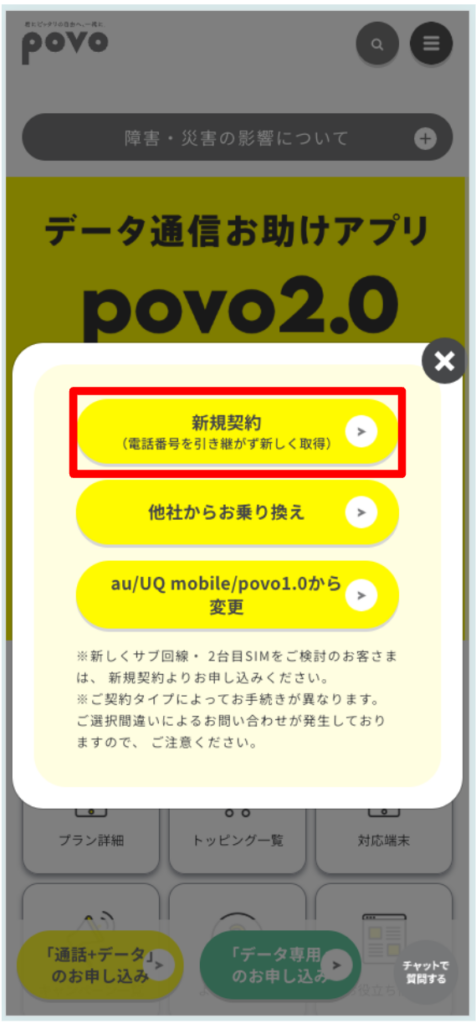 povo
障害・災害の影響について
データ通信お助けアプリ
povo2.0
新規契約
（電話番号を引き継がず新しく取得）
他社からお乗り換え
au/UQ mobile/povo1.0から
変更
※新しくサブ回線・ 2台目SIMをご検討のお客さま
は、 新規契約よりお申し込みください。
※ご契約タイプによってお手続きが異なります。
ご選択間違いによるお問い合わせが発生しており
ますので、 ご注意ください。
プラン詳細
トッピング一覧
対応端末
「通話+データ」
のお申し込み
「データ専用
のお申し込み
チャットで
質問する